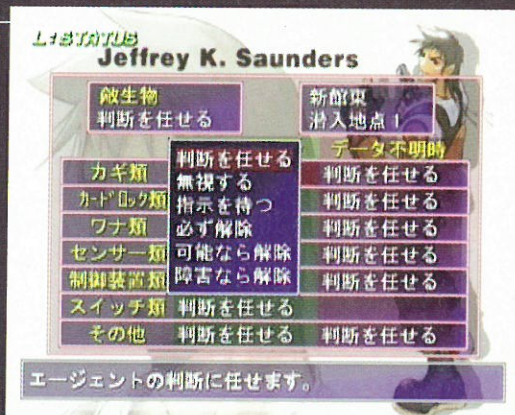 L:STATUS
Jeffrey K. Saunders
敵生物
判断を任せる
新館東
潜入地点1
データ不明時
判断を任せる
無視する
指示を待つ
必ず解除
可能なら解除
障害なら解除
カギ類 判断を任せる
カードロック類 判断を任せる
ワナ類 判断を任せる
センサー類 判断を任せる
制御装置類 判断を任せる
スイッチ類 判断を任せる
その他 判断を任せる 判断を任せる
エージェントの判断に任せます。